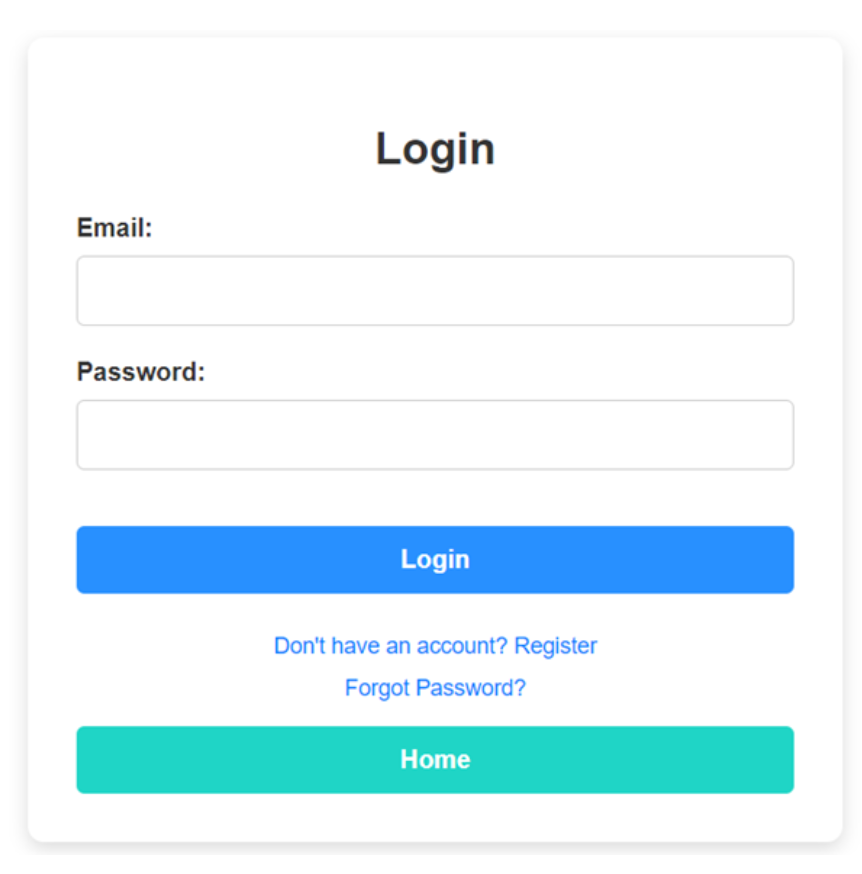 Login
Email:
Password:
Login
Don't have an account? Register
Forgot Password?
Home